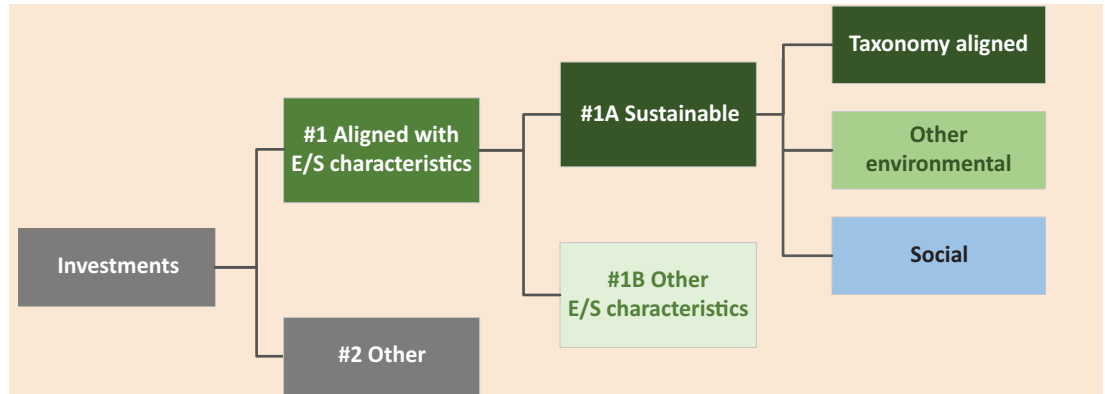 Investments
#1 Aligned with
E/S characteristics
#2 Other
#1A Sustainable
#1B Other
E/S characteristics
Taxonomy aligned
Other
environmental
Social